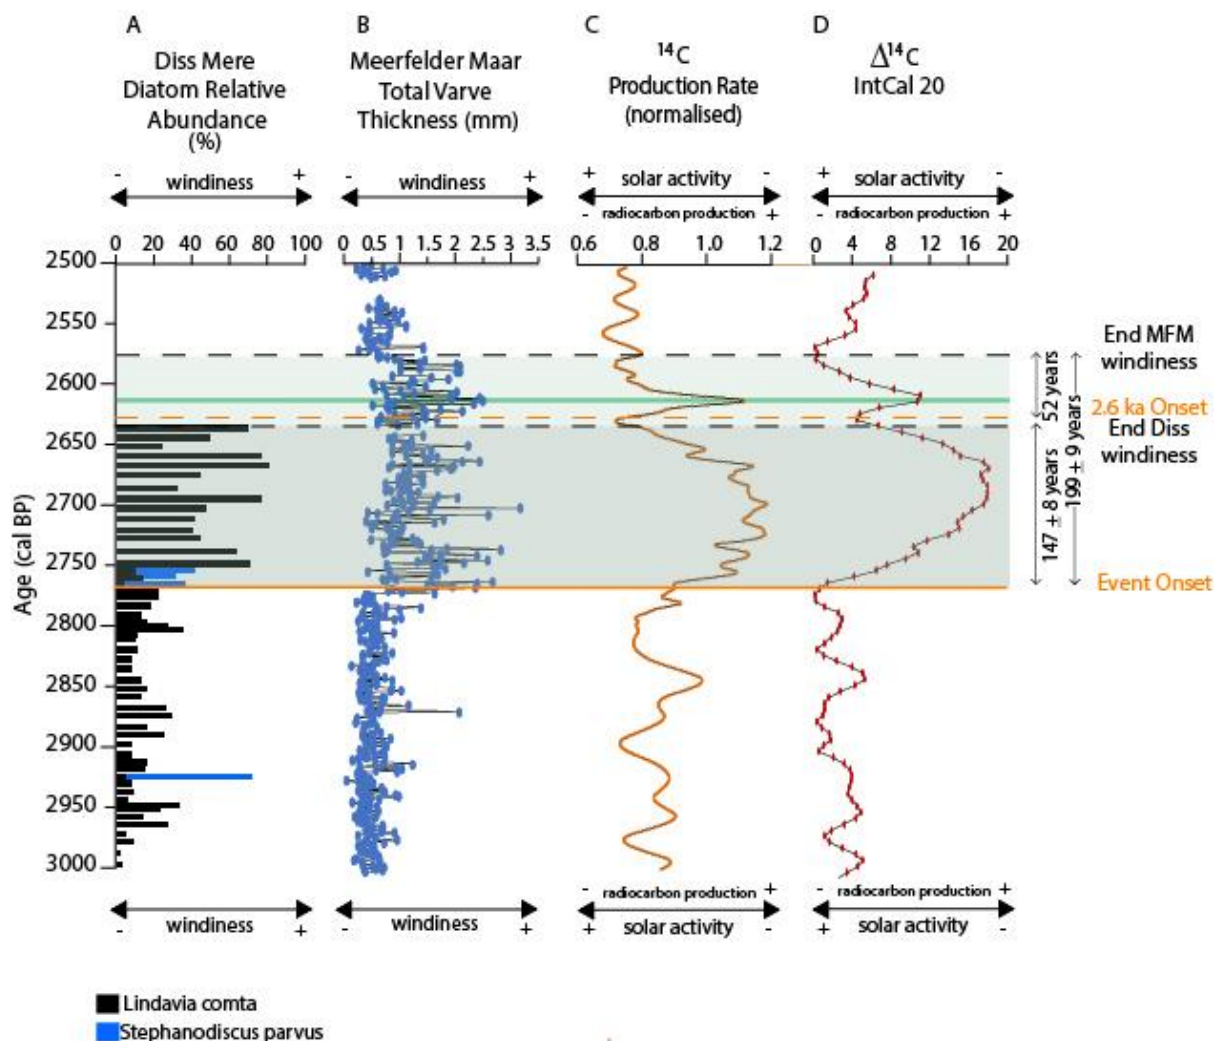 A
B
C
D
Diss Mere
Diatom Relative
Abundance
(%)
Meerfelder Maar
Total Varve
Thickness (mm)
¹⁴C
Production Rate
(normalised)
Δ¹⁴C
IntCal 20
- windiness +
- windiness +
+ solar activity -
- radiocarbon production +
+ solar activity -
- radiocarbon production +
0 20 40 60 80 100
0 0.5 1 1.5 2 2.5 3 3.5
0.6 0.8 1.0 1.2
0 4 8 12 16 20
Age (cal BP)
2500
2550
2600
2650
2700
2750
2800
2850
2900
2950
3000
End MFM
windiness
2.6 ka Onset
End Diss
windiness
Event Onset
52 years
147 ± 8 years
199 ± 9 years
- windiness +
- windiness +
- radiocarbon production +
+ solar activity -
- radiocarbon production +
+ solar activity -
Lindavia comta
Stephanodiscus parvus